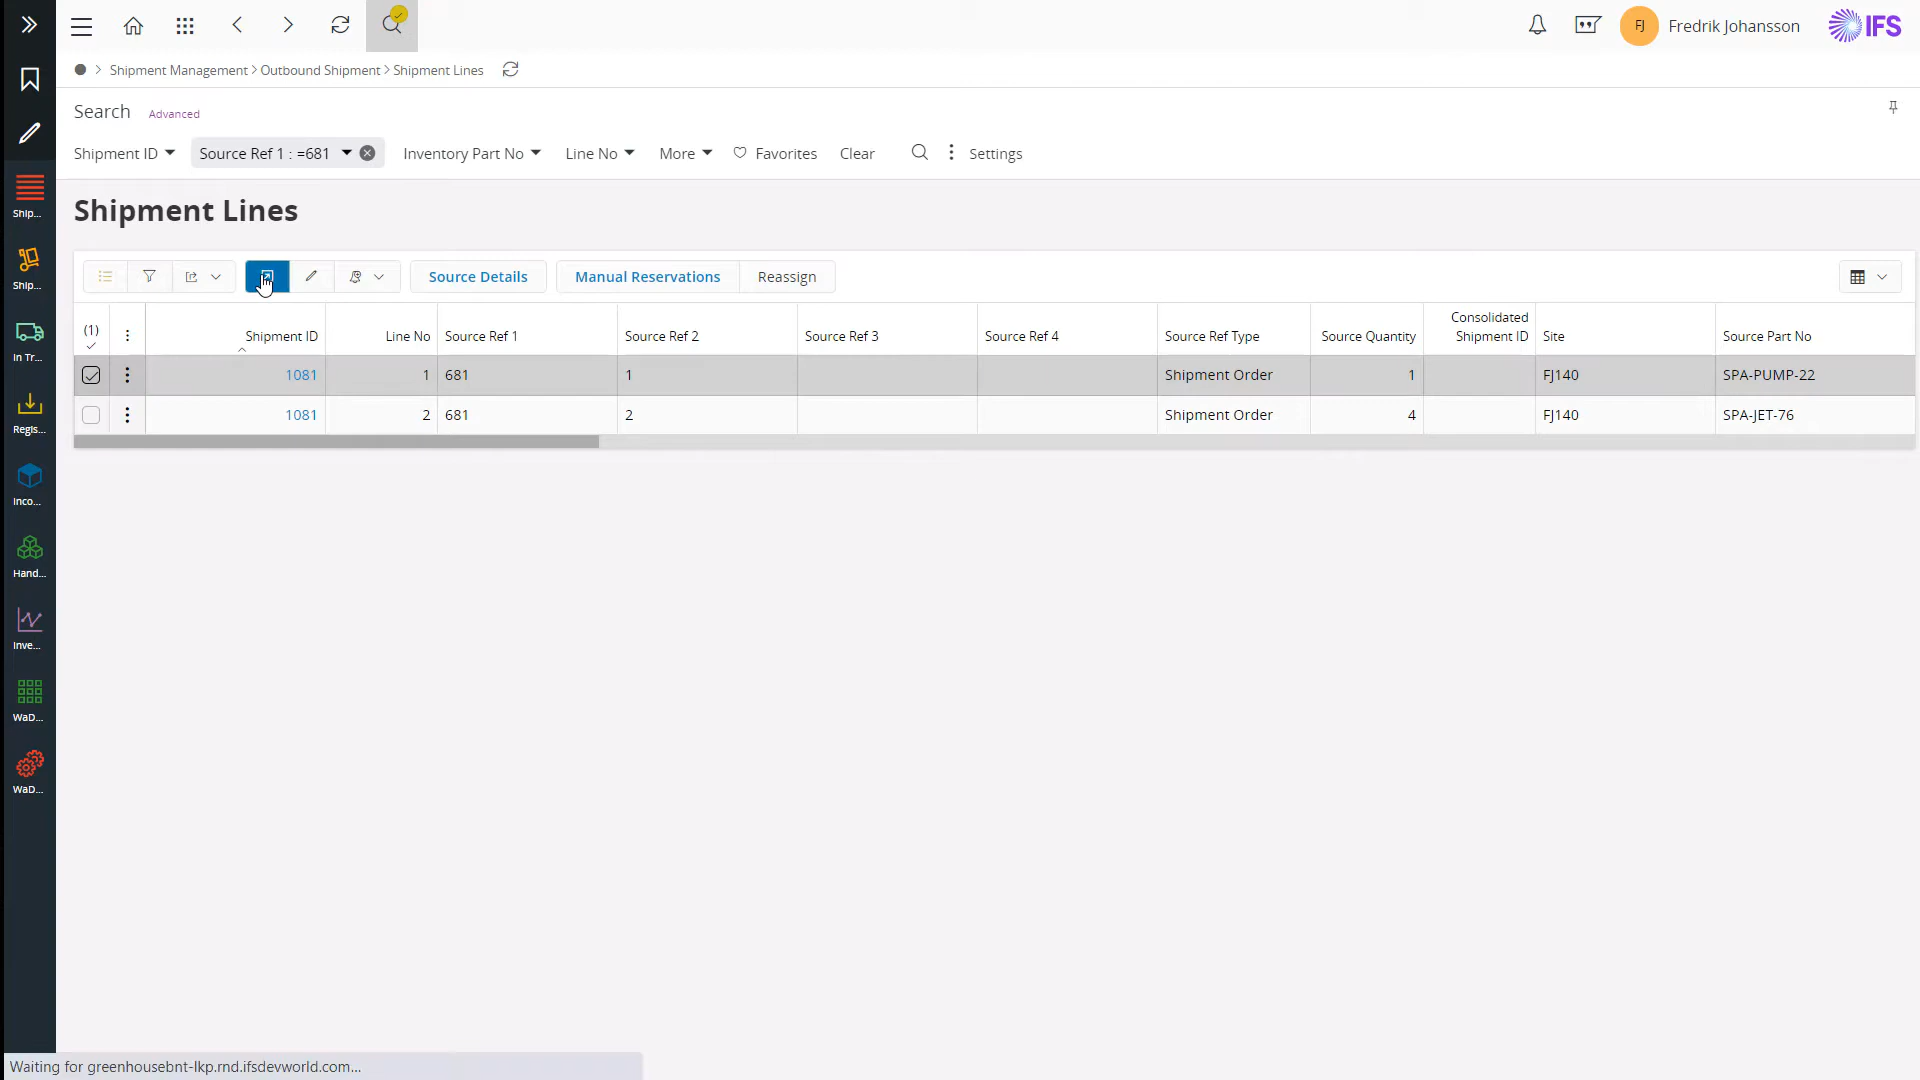 FJ
Fredrik Johansson
IFS
Shipment Management > Outbound Shipment > Shipment Lines
Search Advanced
Shipment ID Source Ref 1 : =681 Inventory Part No Line No More Favorites Clear Settings
Shipment Lines
Source Details Manual Reservations Reassign
(1) Shipment ID Line No Source Ref 1 Source Ref 2 Source Ref 3 Source Ref 4 Source Ref Type Source Quantity Consolidated Shipment ID Site Source Part No
1081 1 681 1 Shipment Order 1 FJ140 SPA-PUMP-22
1081 2 681 2 Shipment Order 4 FJ140 SPA-JET-76
Ship...
Ship...
In Tr...
Regis...
Inco...
Hand...
Inve...
WaD...
WaD...
Waiting for greenhousebnt-lkp.rnd.ifsdevworld.com...